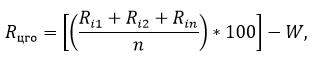 R_цго = [((R_i1 + R_i2 + R_in) / n) * 100] − W,